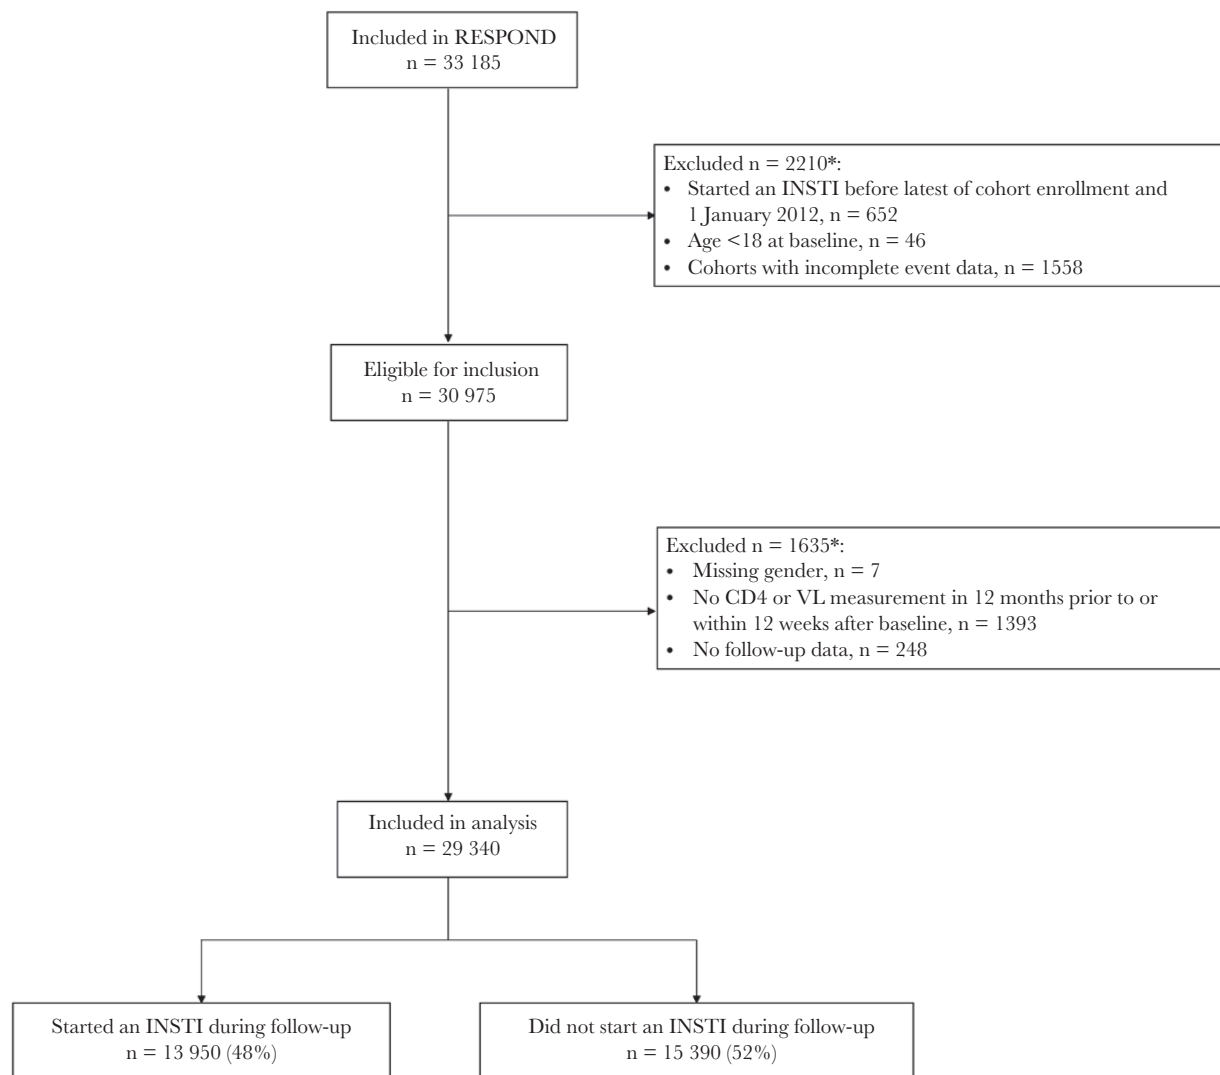 Included in RESPOND
n = 33 185
Excluded n = 2210*:
• Started an INSTI before latest of cohort enrollment and
1 January 2012, n = 652
• Age <18 at baseline, n = 46
• Cohorts with incomplete event data, n = 1558
Eligible for inclusion
n = 30 975
Excluded n = 1635*:
• Missing gender, n = 7
• No CD4 or VL measurement in 12 months prior to or
within 12 weeks after baseline, n = 1393
• No follow-up data, n = 248
Included in analysis
n = 29 340
Started an INSTI during follow-up
n = 13 950 (48%)
Did not start an INSTI during follow-up
n = 15 390 (52%)